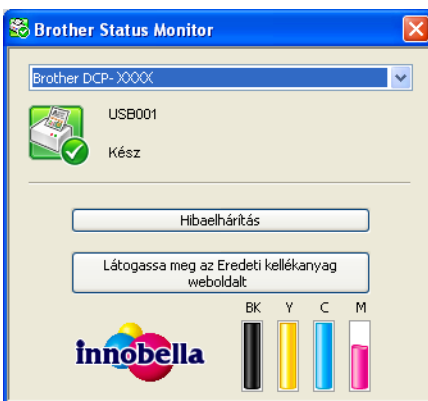 Brother Status Monitor
Brother DCP-XXXX
USB001
Kész
Hibaelhárítás
Látogassa meg az Eredeti kellékanyag
weboldalt
BK Y C M
innobella